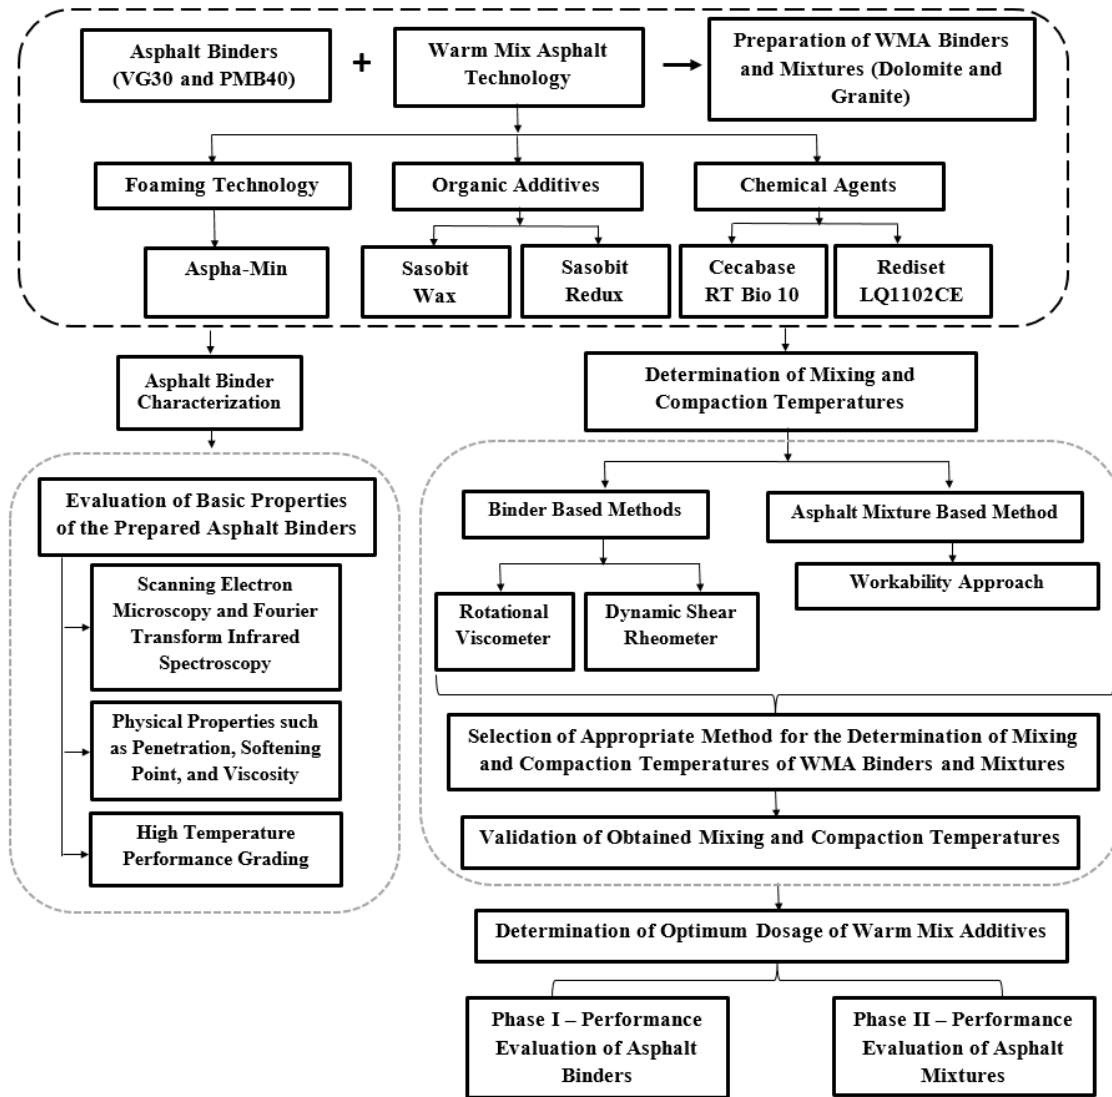 Asphalt Binders
(VG30 and PMB40)
+
Warm Mix Asphalt
Technology
Preparation of WMA Binders
and Mixtures (Dolomite and
Granite)
Foaming Technology
Organic Additives
Chemical Agents
Aspha-Min
Sasobit
Wax
Sasobit
Redux
Cecabase
RT Bio 10
Rediset
LQ1102CE
Asphalt Binder
Characterization
Determination of Mixing and
Compaction Temperatures
Evaluation of Basic Properties
of the Prepared Asphalt Binders
Scanning Electron
Microscopy and Fourier
Transform Infrared
Spectroscopy
Physical Properties such
as Penetration, Softening
Point, and Viscosity
High Temperature
Performance Grading
Binder Based Methods
Asphalt Mixture Based Method
Rotational
Viscometer
Dynamic Shear
Rheometer
Workability Approach
Selection of Appropriate Method for the Determination of Mixing
and Compaction Temperatures of WMA Binders and Mixtures
Validation of Obtained Mixing and Compaction Temperatures
Determination of Optimum Dosage of Warm Mix Additives
Phase I – Performance
Evaluation of Asphalt
Binders
Phase II – Performance
Evaluation of Asphalt
Mixtures